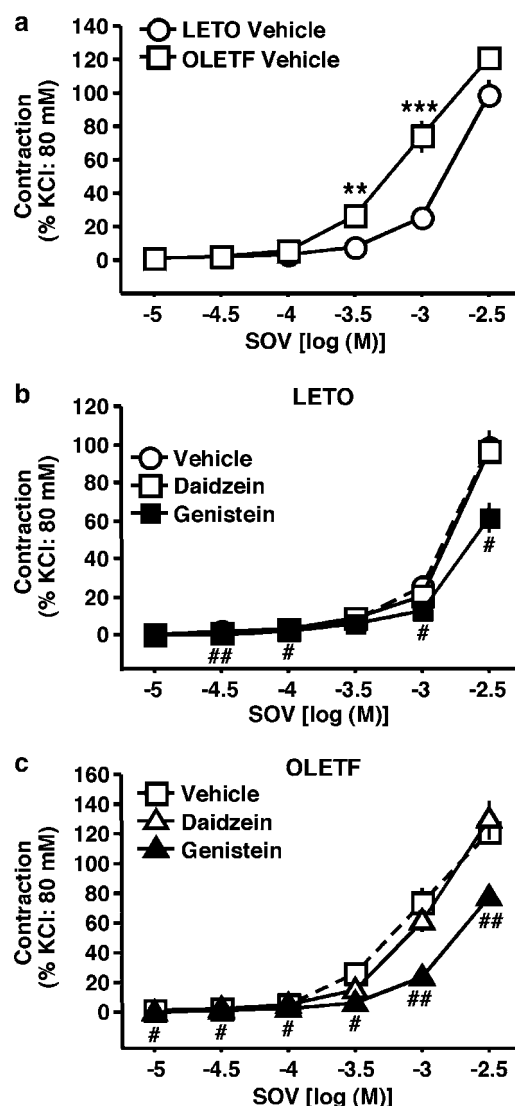 a
LETO Vehicle
OLETF Vehicle
Contraction
(% KCl: 80 mM)
140
120
100
80
60
40
20
0
**
***
-5 -4.5 -4 -3.5 -3 -2.5
SOV [log (M)]
b
LETO
Vehicle
Daidzein
Genistein
Contraction
(% KCl: 80 mM)
120
100
80
60
40
20
0
## # # #
-5 -4.5 -4 -3.5 -3 -2.5
SOV [log (M)]
c
OLETF
Vehicle
Daidzein
Genistein
Contraction
(% KCl: 80 mM)
160
140
120
100
80
60
40
20
0
# # # # ## ##
-5 -4.5 -4 -3.5 -3 -2.5
SOV [log (M)]